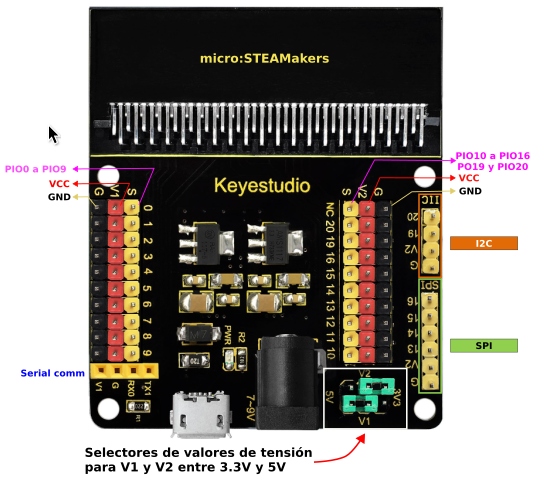 micro:STEAMakers
PIO10 a PIO16
PO19 y PIO20
PIO0 a PIO9
VCC
VCC
GND
GND
Keyestudio
G V1 S
S V2 G
0
1
2
3
4
5
6
7
8
9
NC
20
19
16
15
14
13
12
11
10
IIC
20
19
V2
G
I2C
SPI
16
15
14
13
V2
G
SPI
PWR
R2
Serial comm
V1
G
RX0
TX1
R1
7~9V
5V
V2
3V3
V1
Selectores de valores de tensión
para V1 y V2 entre 3.3V y 5V